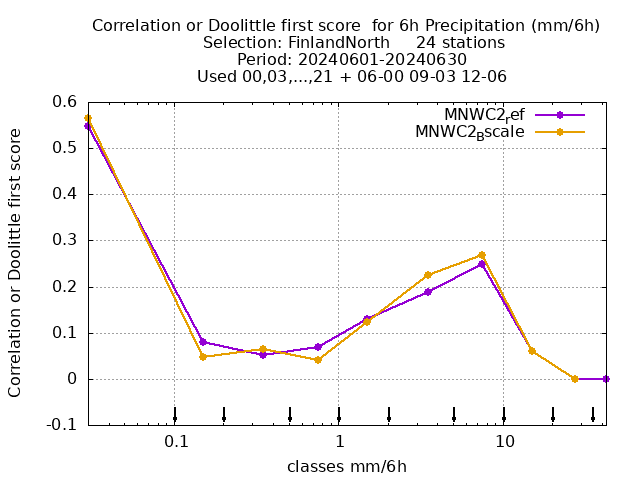 Correlation or Doolittle first score  for 6h Precipitation (mm/6h)
Selection: FinlandNorth     24 stations
Period: 20240601-20240630
Used 00,03,...,21 + 06-00 09-03 12-06
MNWC2ref
MNWC2Bscale
0.6
0.5
0.4
0.3
0.2
0.1
0
-0.1
Correlation or Doolittle first score
0.1 1 10
classes mm/6h